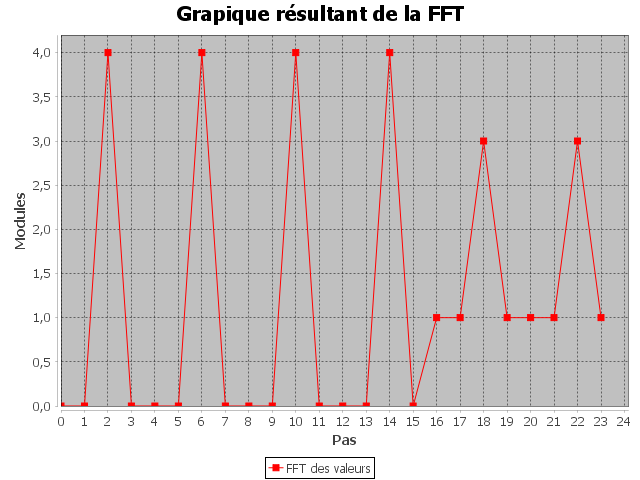 Grapique résultant de la FFT
4,0
3,5
3,0
2,5
2,0
1,5
1,0
0,5
0,0
Modules
0 1 2 3 4 5 6 7 8 9 10 11 12 13 14 15 16 17 18 19 20 21 22 23 24
Pas
FFT des valeurs